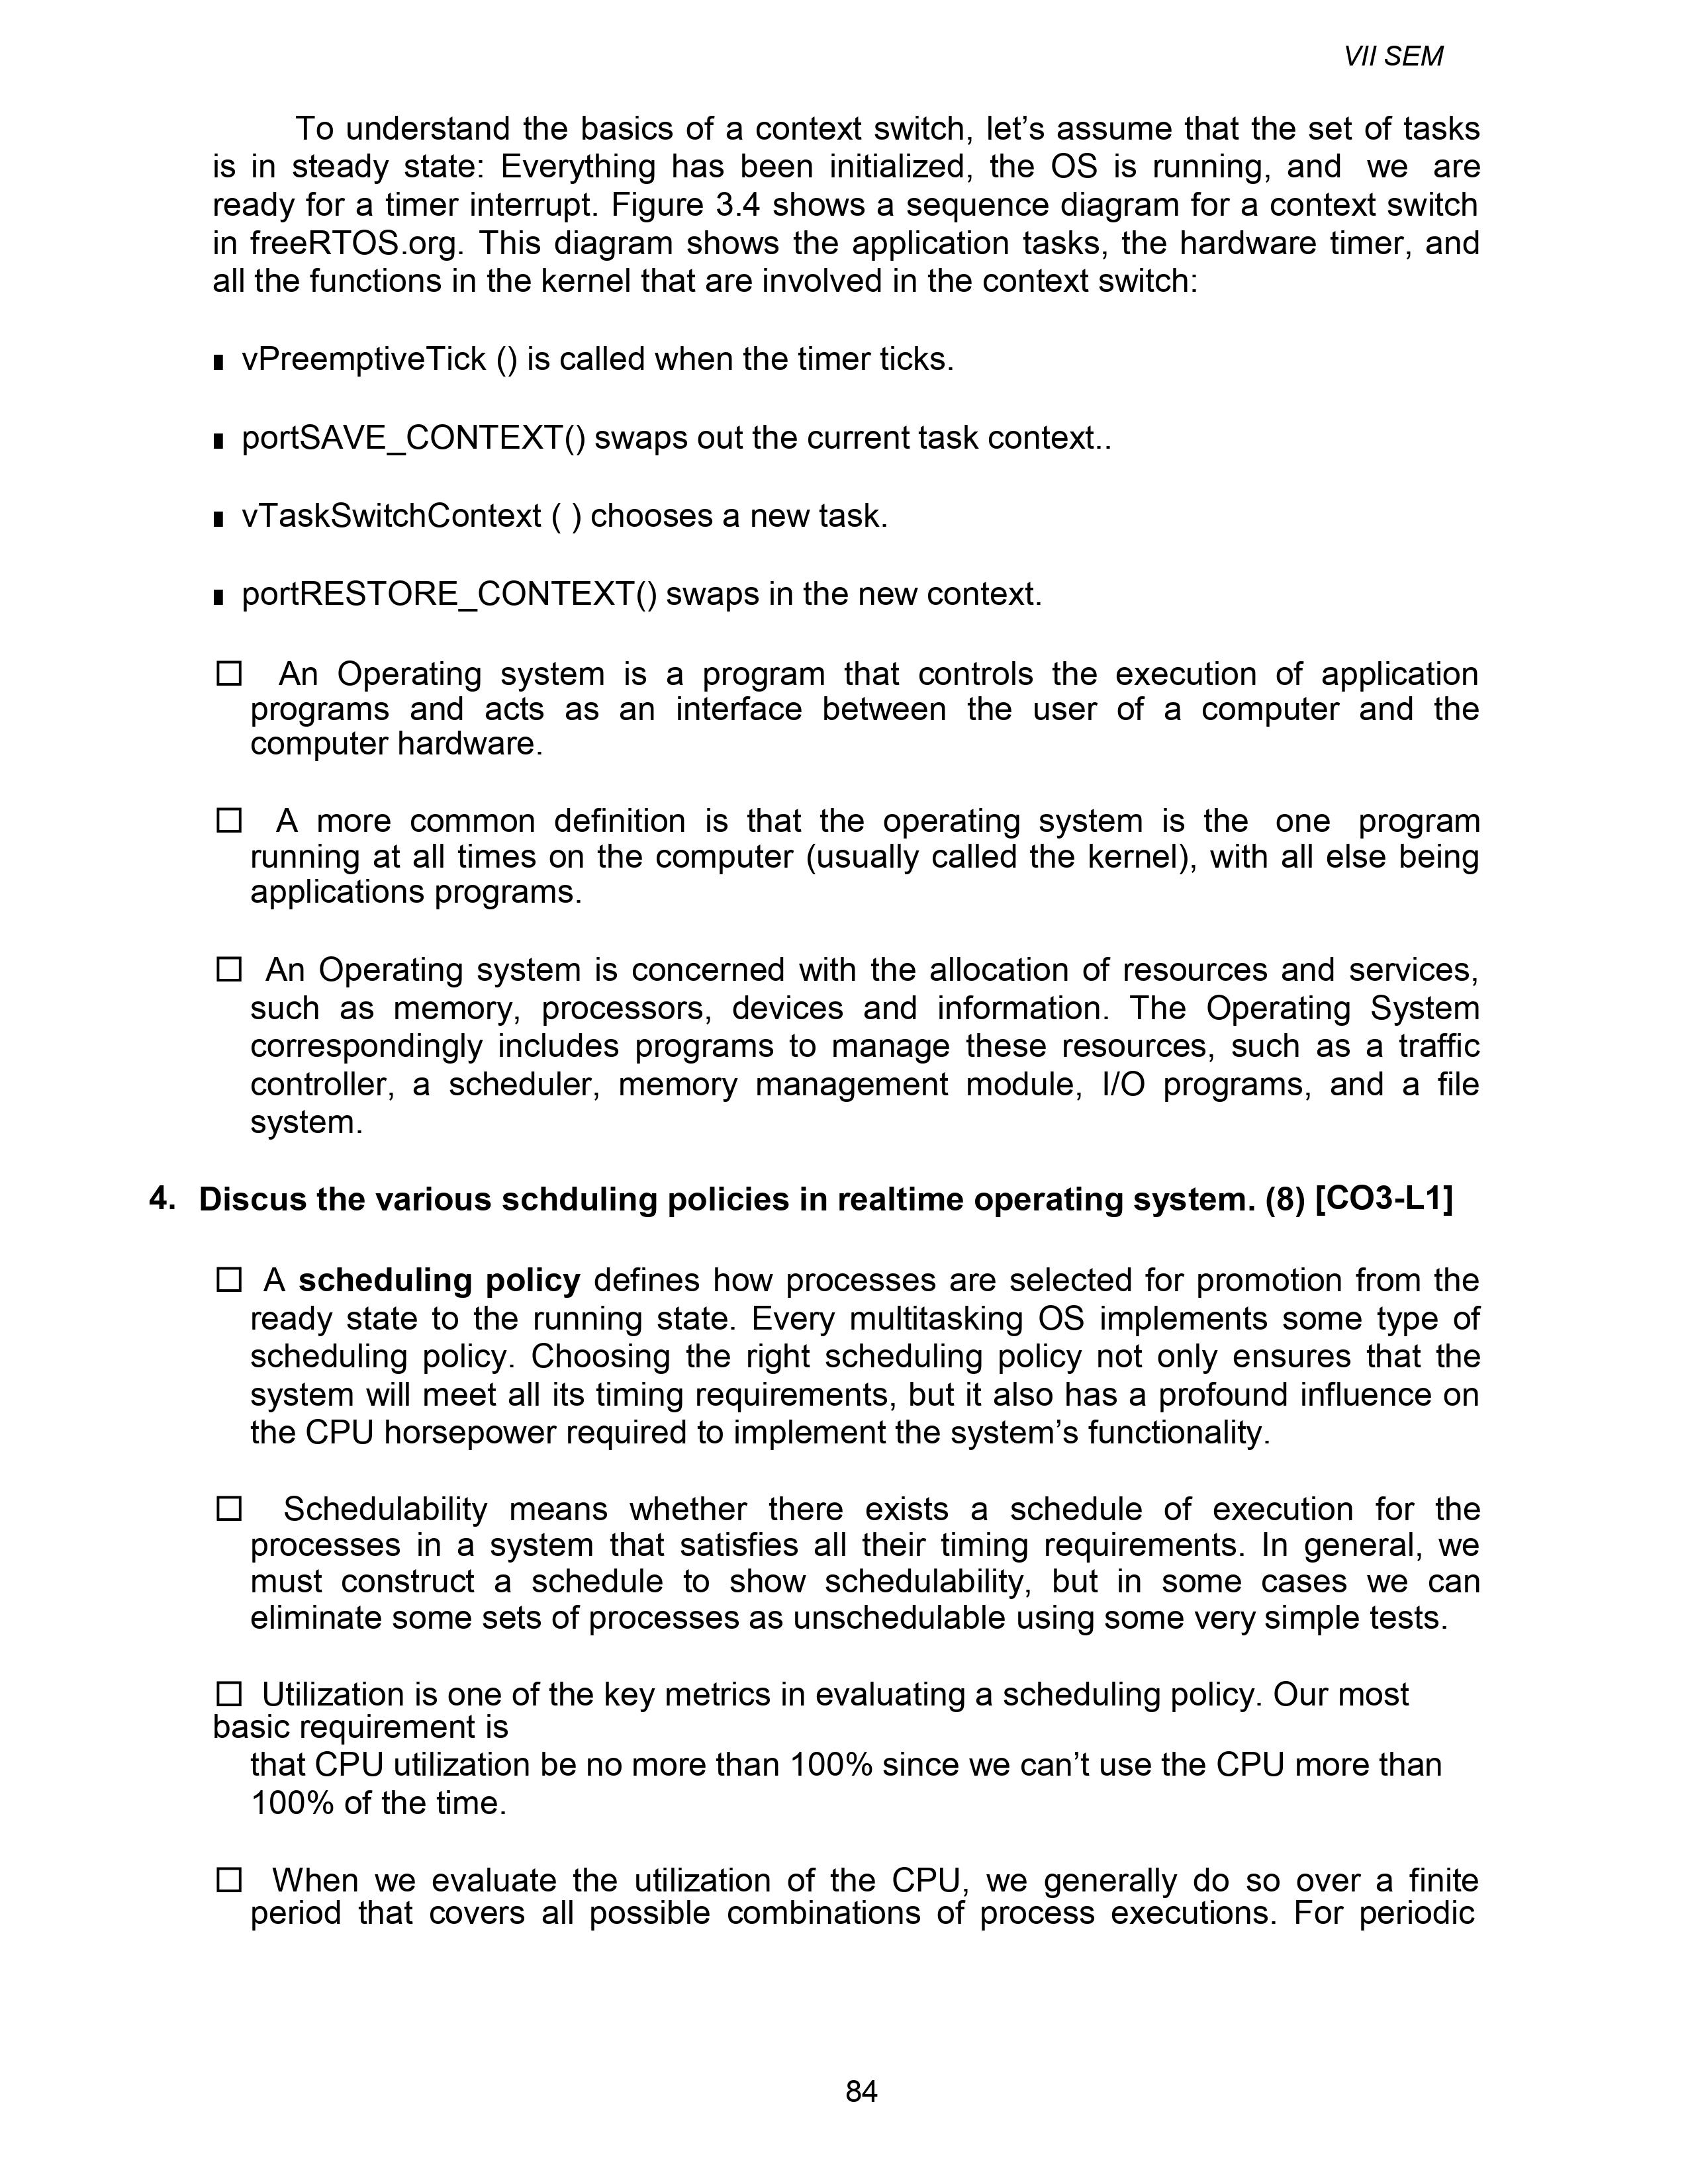 VII SEM
To understand the basics of a context switch, let’s assume that the set of tasks
is in steady state: Everything has been initialized, the OS is running, and we are
ready for a timer interrupt. Figure 3.4 shows a sequence diagram for a context switch
in freeRTOS.org. This diagram shows the application tasks, the hardware timer, and
all the functions in the kernel that are involved in the context switch:
∎ vPreemptiveTick () is called when the timer ticks.
∎ portSAVE_CONTEXT() swaps out the current task context..
∎ vTaskSwitchContext ( ) chooses a new task.
∎ portRESTORE_CONTEXT() swaps in the new context.
☐ An Operating system is a program that controls the execution of application
programs and acts as an interface between the user of a computer and the
computer hardware.
☐ A more common definition is that the operating system is the one program
running at all times on the computer (usually called the kernel), with all else being
applications programs.
☐ An Operating system is concerned with the allocation of resources and services,
such as memory, processors, devices and information. The Operating System
correspondingly includes programs to manage these resources, such as a traffic
controller, a scheduler, memory management module, I/O programs, and a file
system.
4. Discus the various schduling policies in realtime operating system. (8) [CO3-L1]
☐ A scheduling policy defines how processes are selected for promotion from the
ready state to the running state. Every multitasking OS implements some type of
scheduling policy. Choosing the right scheduling policy not only ensures that the
system will meet all its timing requirements, but it also has a profound influence on
the CPU horsepower required to implement the system’s functionality.
☐ Schedulability means whether there exists a schedule of execution for the
processes in a system that satisfies all their timing requirements. In general, we
must construct a schedule to show schedulability, but in some cases we can
eliminate some sets of processes as unschedulable using some very simple tests.
☐ Utilization is one of the key metrics in evaluating a scheduling policy. Our most
basic requirement is
that CPU utilization be no more than 100% since we can’t use the CPU more than
100% of the time.
☐ When we evaluate the utilization of the CPU, we generally do so over a finite
period that covers all possible combinations of process executions. For periodic
84